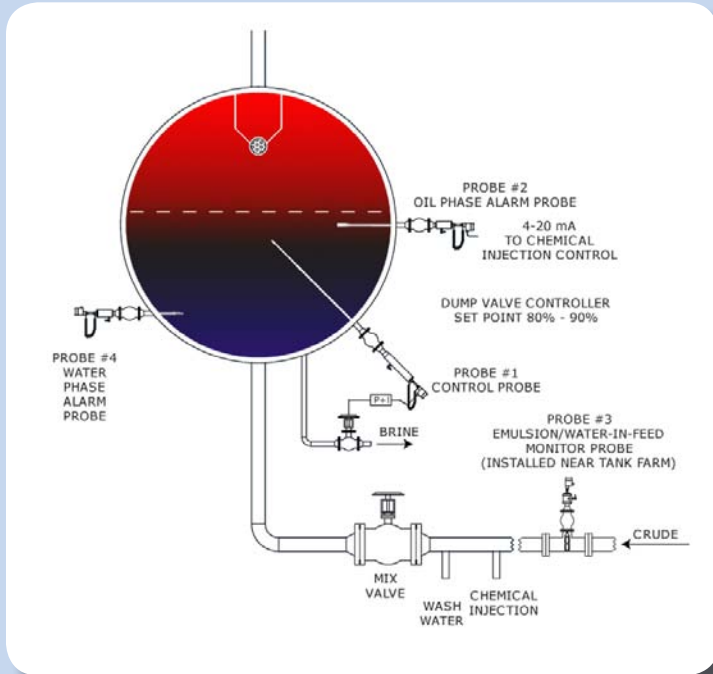 PROBE #2
OIL PHASE ALARM PROBE
4-20 mA
TO CHEMICAL
INJECTION CONTROL
DUMP VALVE CONTROLLER
SET POINT 80% - 90%
PROBE #4
WATER
PHASE
ALARM
PROBE
PROBE #1
CONTROL PROBE
P+I
BRINE
PROBE #3
EMULSION/WATER-IN-FEED
MONITOR PROBE
(INSTALLED NEAR TANK FARM)
CRUDE
MIX
VALVE
WASH
WATER
CHEMICAL
INJECTION